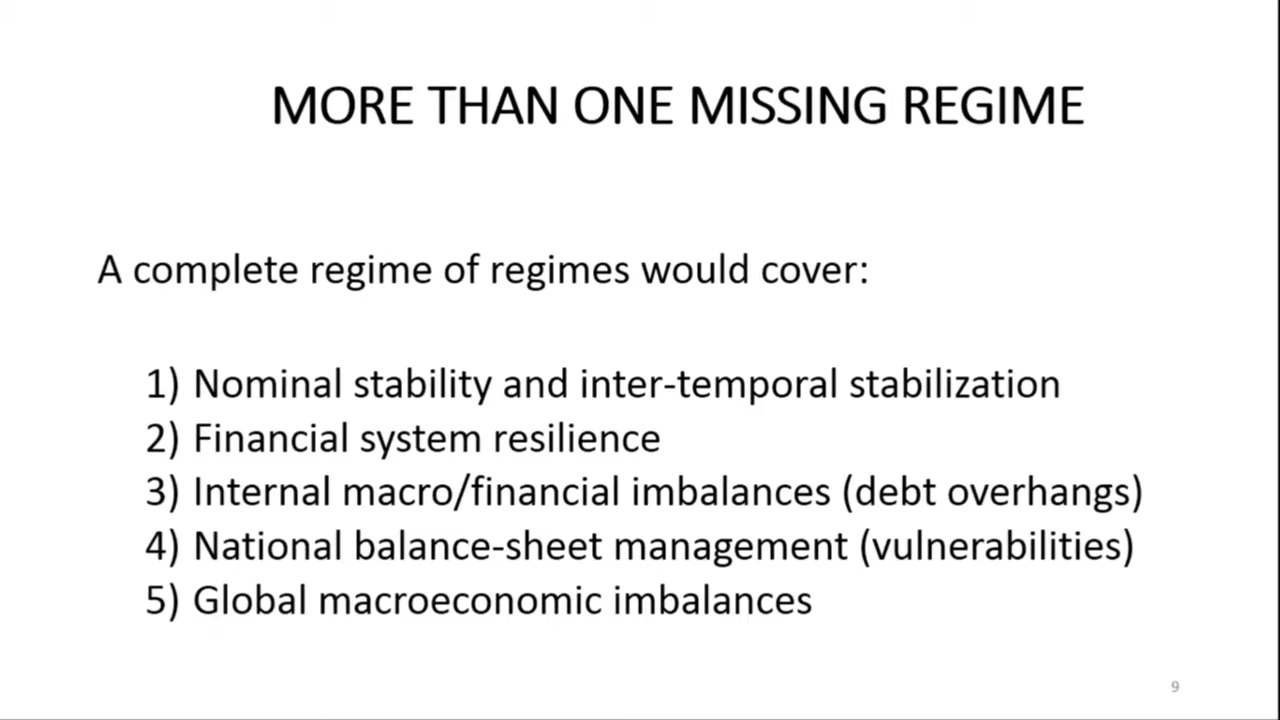 MORE THAN ONE MISSING REGIME
A complete regime of regimes would cover:
1) Nominal stability and inter-temporal stabilization
2) Financial system resilience
3) Internal macro/financial imbalances (debt overhangs)
4) National balance-sheet management (vulnerabilities)
5) Global macroeconomic imbalances
9